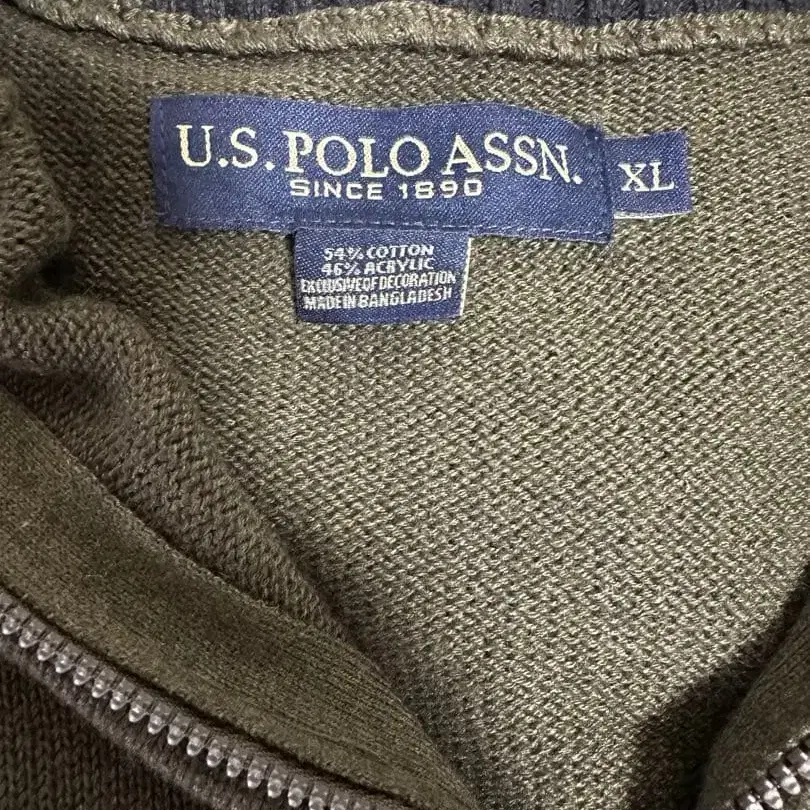 U.S. POLO ASSN.
SINCE 1890
XL
54% COTTON
46% ACRYLIC
EXCLUSIVE OF DECORATION
MADE IN BANGLADESH